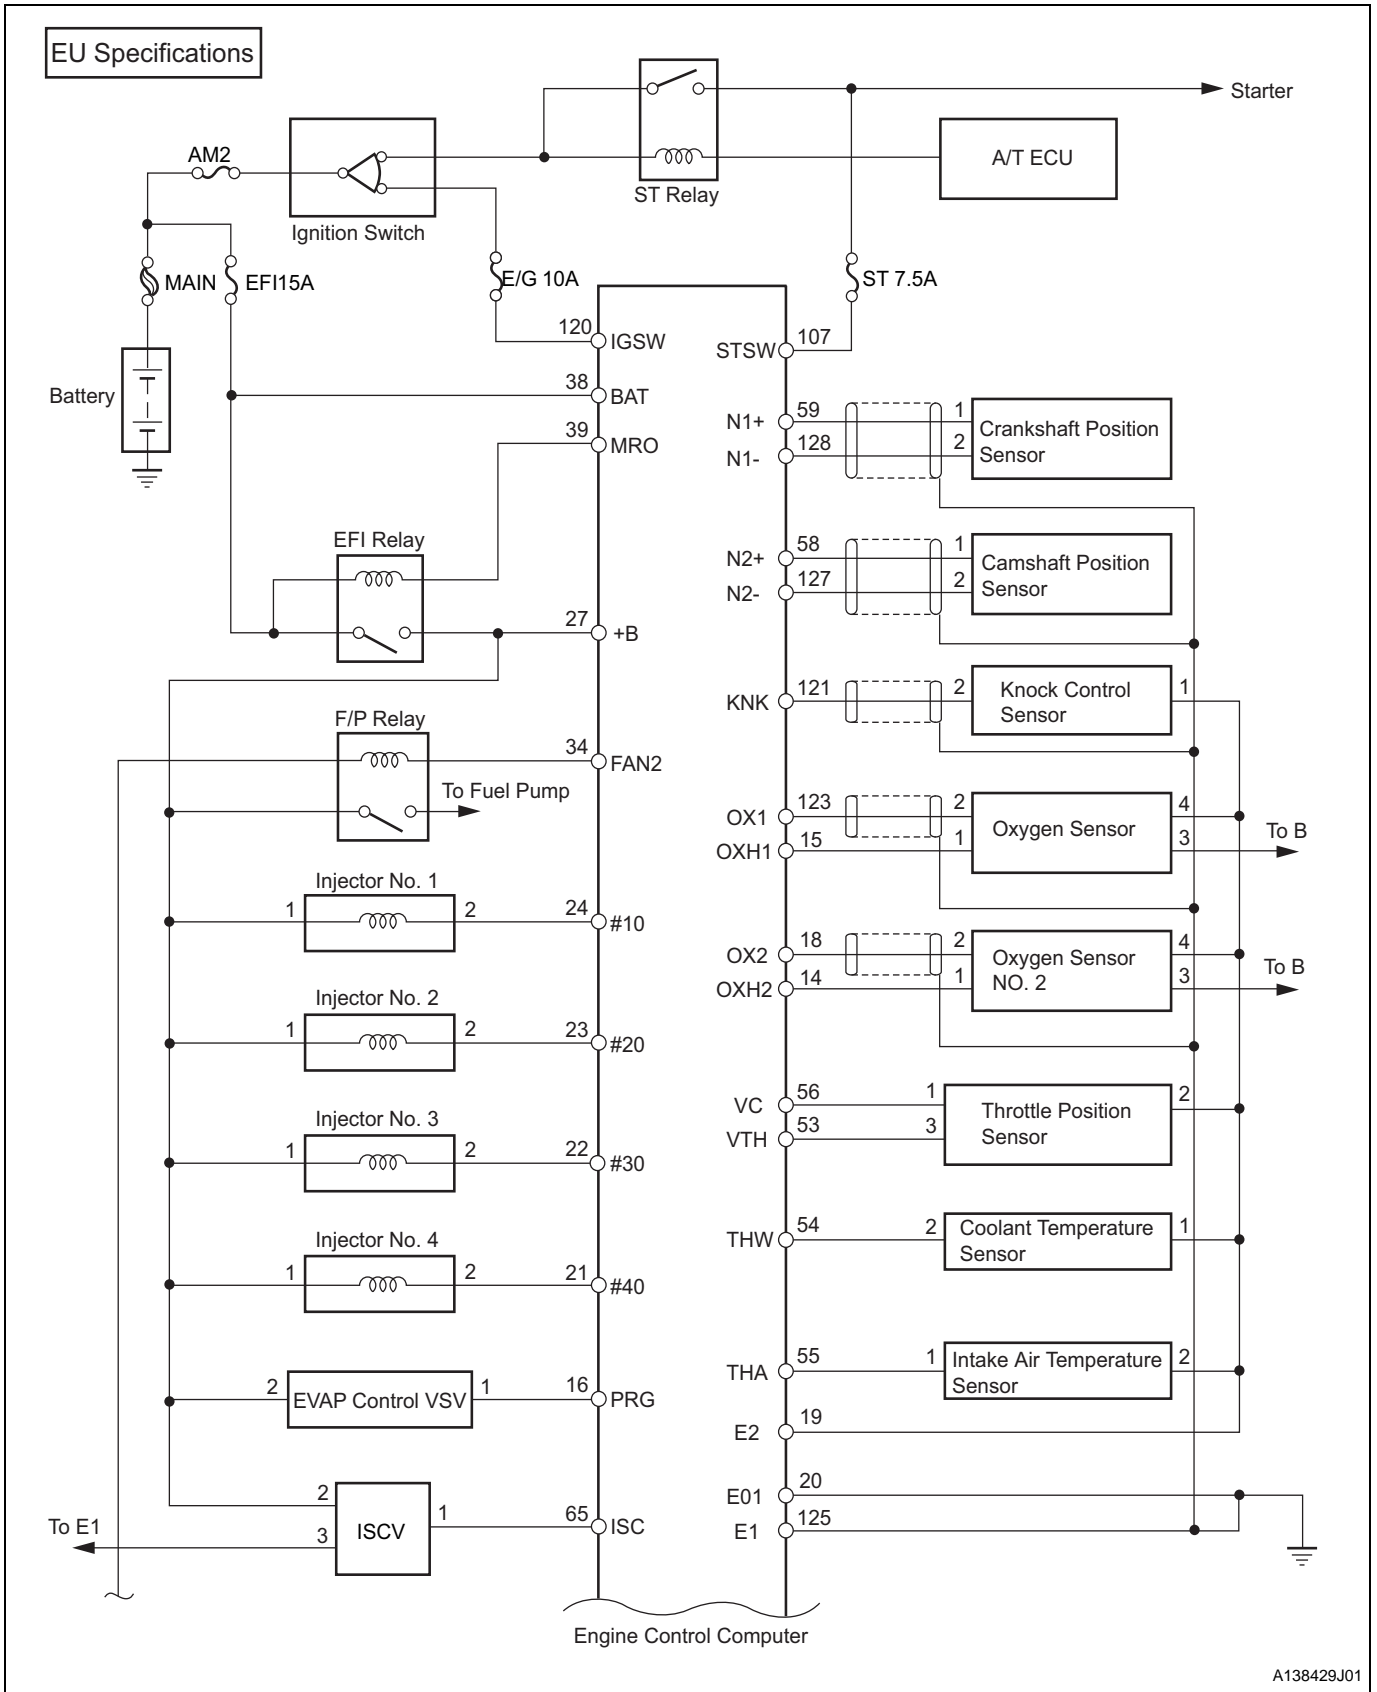 EU Specifications
Starter
A/T ECU
AM2
ST Relay
Ignition Switch
MAIN
EFI15A
E/G 10A
ST 7.5A
120
IGSW
107
STSW
Battery
38
BAT
39
MRO
59
N1+
1
128
N1-
2
Crankshaft Position
Sensor
EFI Relay
58
N2+
1
127
N2-
2
Camshaft Position
Sensor
27
+B
121
KNK
2
Knock Control
Sensor
1
F/P Relay
34
FAN2
To Fuel Pump
123
OX1
2
15
OXH1
1
Oxygen Sensor
4
3
To B
Injector No. 1
1
2
24
#10
18
OX2
2
14
OXH2
1
Oxygen Sensor
NO. 2
4
3
To B
Injector No. 2
1
2
23
#20
56
VC
1
53
VTH
3
Throttle Position
Sensor
2
Injector No. 3
1
2
22
#30
54
THW
2
Coolant Temperature
Sensor
1
Injector No. 4
1
2
21
#40
55
THA
1
Intake Air Temperature
Sensor
2
2
EVAP Control VSV
1
16
PRG
19
E2
20
E01
125
E1
To E1
2
3
ISCV
1
65
ISC
Engine Control Computer
A138429J01